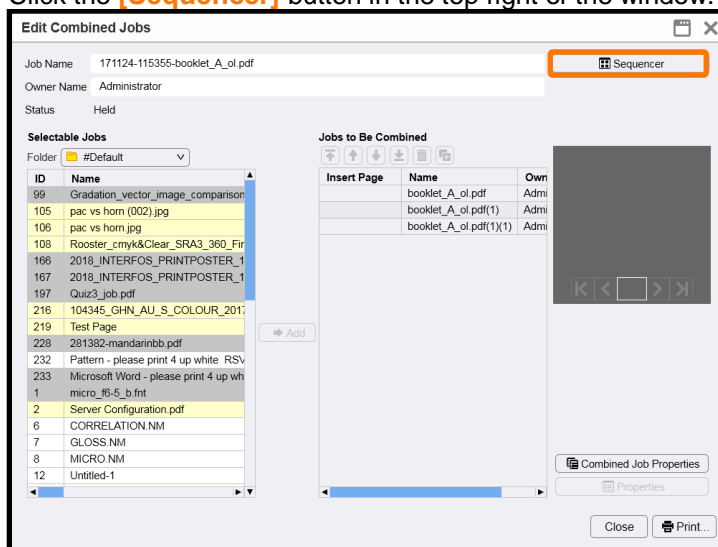 Click the [Sequencer] button in the top right of the window.
Edit Combined Jobs
Job Name 171124-115355-booklet_A_ol.pdf
Sequencer
Owner Name Administrator
Status Held
Selectable Jobs
Jobs to Be Combined
Folder #Default
ID Name
Insert Page Name Own
99 Gradation_vector_image_comparison
booklet_A_ol.pdf Admi
105 pac vs horn (002).jpg
booklet_A_ol.pdf(1) Admi
106 pac vs horn.jpg
booklet_A_ol.pdf(1)(1) Admi
108 Rooster_cmyk&Clear_SRA3_360_Fir
166 2018_INTERFOS_PRINTPOSTER_1
167 2018_INTERFOS_PRINTPOSTER_1
197 Quiz3_job.pdf
216 104345_GHN_AU_S_COLOUR_2017
219 Test Page
Add
228 281382-mandarinbb.pdf
232 Pattern - please print 4 up white RSV
233 Microsoft Word - please print 4 up wh
1 micro_f6-5_b.fnt
2 Server Configuration.pdf
6 CORRELATION.NM
7 GLOSS.NM
8 MICRO.NM
12 Untitled-1
Combined Job Properties
Properties
Close Print...